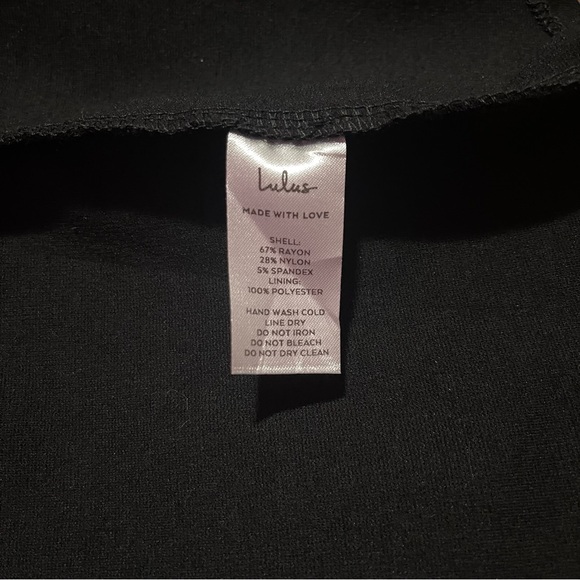 Lulus
MADE WITH LOVE
SHELL:
67% RAYON
28% NYLON
5% SPANDEX
LINING:
100% POLYESTER
HAND WASH COLD
LINE DRY
DO NOT IRON
DO NOT BLEACH
DO NOT DRY CLEAN